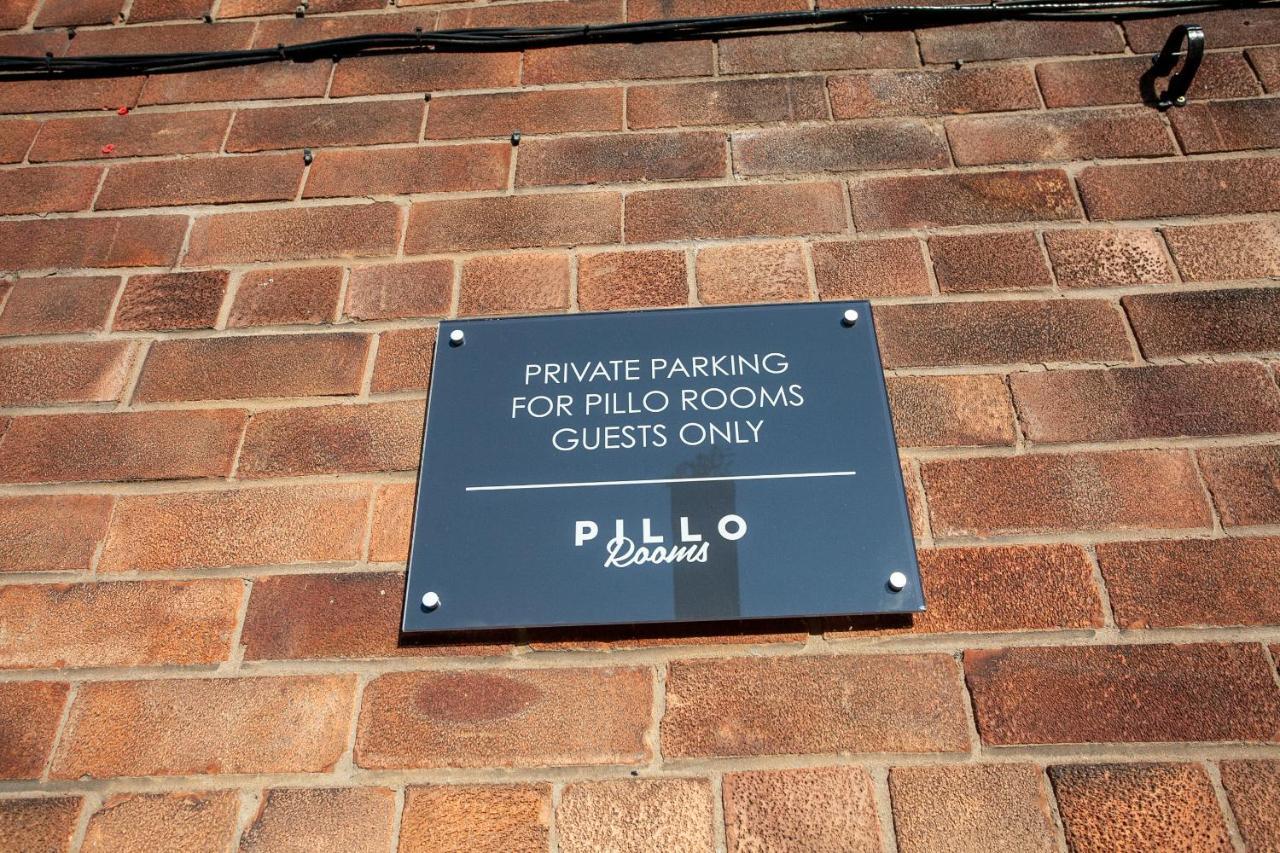 PRIVATE PARKING
FOR PILLO ROOMS
GUESTS ONLY
PILLO
Rooms